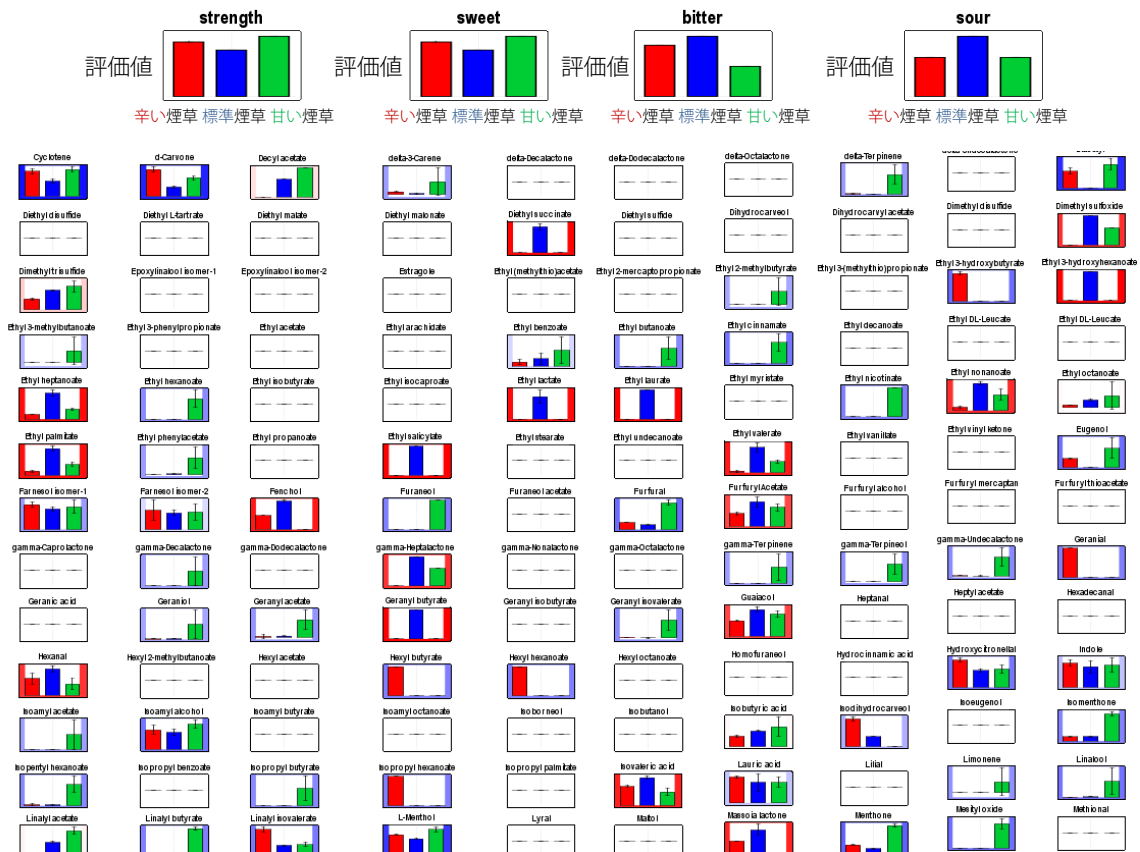 strength sweet bitter sour
評価値 評価値 評価値 評価値
辛い煙草 標準煙草 甘い煙草 辛い煙草 標準煙草 甘い煙草 辛い煙草 標準煙草 甘い煙草 辛い煙草 標準煙草 甘い煙草
Cyclotene d-Carvone Decyl acetate delta-3-Carene delta-Decalactone delta-Dodecalactone delta-Octalactone delta-Terpinene
Diethyl disulfide Diethyl L-tartrate Diethyl malate Diethyl malonate Diethyl succinate Diethyl sulfide Dihydrocarveol Dihydrocarvyl acetate Dimethyl disulfide Dimethyl sulfoxide
Dimethyl trisulfide Epoxylinalool isomer-1 Epoxylinalool isomer-2 Estragole Ethyl (methylthio)acetate Ethyl 2-mercaptopropionate Ethyl 2-methylbutyrate Ethyl 3-(methylthio)propionate Ethyl 3-hydroxybutyrate Ethyl 3-hydroxyhexanoate
Ethyl 3-methylbutanoate Ethyl 3-phenylpropionate Ethyl acetate Ethyl arachidate Ethyl benzoate Ethyl butanoate Ethyl cinnamate Ethyl decanoate Ethyl DL-Leucate Ethyl DL-Leucate
Ethyl heptanoate Ethyl hexanoate Ethyl isobutyrate Ethyl isocaproate Ethyl lactate Ethyl laurate Ethyl myristate Ethyl nicotinate Ethyl nonanoate Ethyl octanoate
Ethyl palmitate Ethyl phenylacetate Ethyl propanoate Ethyl salicylate Ethyl stearate Ethyl undecanoate Ethyl valerate Ethyl vanillate Ethyl vinyl ketone Eugenol
Farnesol isomer-1 Farnesol isomer-2 Fenchol Furaneol Furaneol acetate Furfural Furfuryl Acetate Furfuryl alcohol Furfuryl mercaptan Furfuryl thioacetate
gamma-Caprolactone gamma-Decalactone gamma-Dodecalactone gamma-Heptalactone gamma-Nonalactone gamma-Octalactone gamma-Terpinene gamma-Terpineol gamma-Undecalactone Geranial
Geranic acid Geraniol Geranyl acetate Geranyl butyrate Geranyl isobutyrate Geranyl isovalerate Guaiacol Heptanal Heptyl acetate Hexadecanal
Hexanal Hexyl 2-methylbutanoate Hexyl acetate Hexyl butyrate Hexyl hexanoate Hexyl octanoate Homofuraneol Hydrocinnamic acid Hydroxycitronellal Indole
Isoamyl acetate Isoamyl alcohol Isoamyl butyrate Isoamyl octanoate Isoborneol Isobutanol Isobutyric acid Isodihydrocarveol Isoeugenol Isomenthone
Isopentyl hexanoate Isopropyl benzoate Isopropyl butyrate Isopropyl hexanoate Isopropyl palmitate Isovaleric acid Lauric acid Lilial Limonene Linalool
Linalyl acetate Linalyl butyrate Linalyl isovalerate L-Menthol Lyral Maltol Massoia lactone Menthone Mesityl oxide Methional